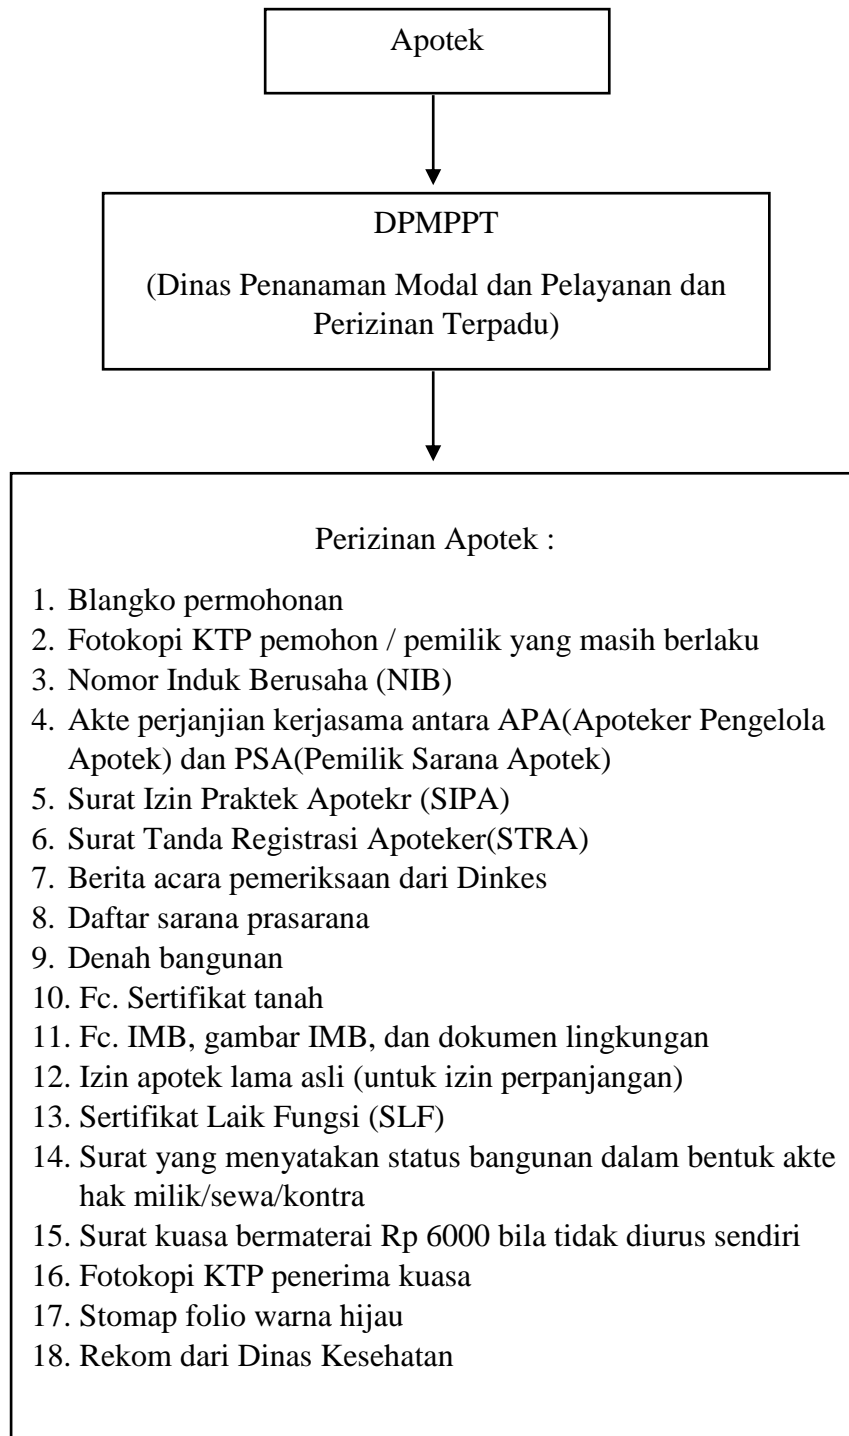 Apotek
DPMPPT
(Dinas Penanaman Modal dan Pelayanan dan
Perizinan Terpadu)
Perizinan Apotek :
1. Blangko permohonan
2. Fotokopi KTP pemohon / pemilik yang masih berlaku
3. Nomor Induk Berusaha (NIB)
4. Akte perjanjian kerjasama antara APA(Apoteker Pengelola
Apotek) dan PSA(Pemilik Sarana Apotek)
5. Surat Izin Praktek Apotekr (SIPA)
6. Surat Tanda Registrasi Apoteker(STRA)
7. Berita acara pemeriksaan dari Dinkes
8. Daftar sarana prasarana
9. Denah bangunan
10. Fc. Sertifikat tanah
11. Fc. IMB, gambar IMB, dan dokumen lingkungan
12. Izin apotek lama asli (untuk izin perpanjangan)
13. Sertifikat Laik Fungsi (SLF)
14. Surat yang menyatakan status bangunan dalam bentuk akte
hak milik/sewa/kontra
15. Surat kuasa bermaterai Rp 6000 bila tidak diurus sendiri
16. Fotokopi KTP penerima kuasa
17. Stomap folio warna hijau
18. Rekom dari Dinas Kesehatan